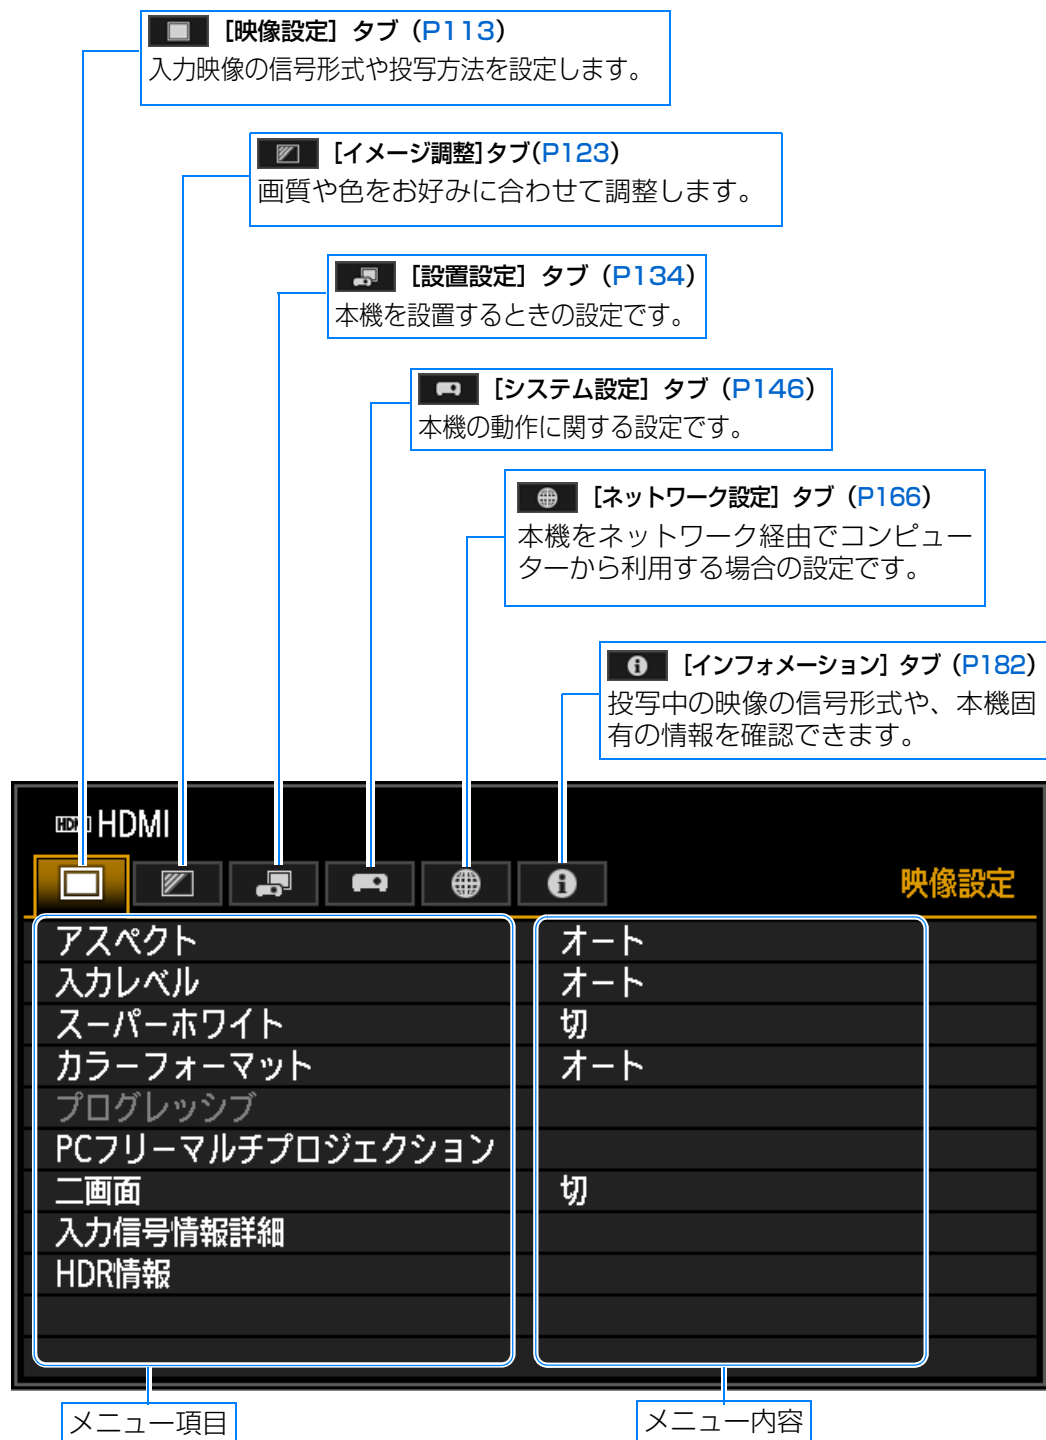 ［映像設定］タブ（P113）
入力映像の信号形式や投写方法を設定します。
［イメージ調整］タブ（P123）
画質や色をお好みに合わせて調整します。
［設置設定］タブ（P134）
本機を設置するときの設定です。
［システム設定］タブ（P146）
本機の動作に関する設定です。
［ネットワーク設定］タブ（P166）
本機をネットワーク経由でコンピュー
ターから利用する場合の設定です。
［インフォメーション］タブ（P182）
投写中の映像の信号形式や、本機固
有の情報を確認できます。
HDMI HDMI
映像設定
アスペクト オート
入力レベル オート
スーパーホワイト 切
カラーフォーマット オート
プログレッシブ
PCフリーマルチプロジェクション
二画面 切
入力信号情報詳細
HDR情報
メニュー項目 メニュー内容